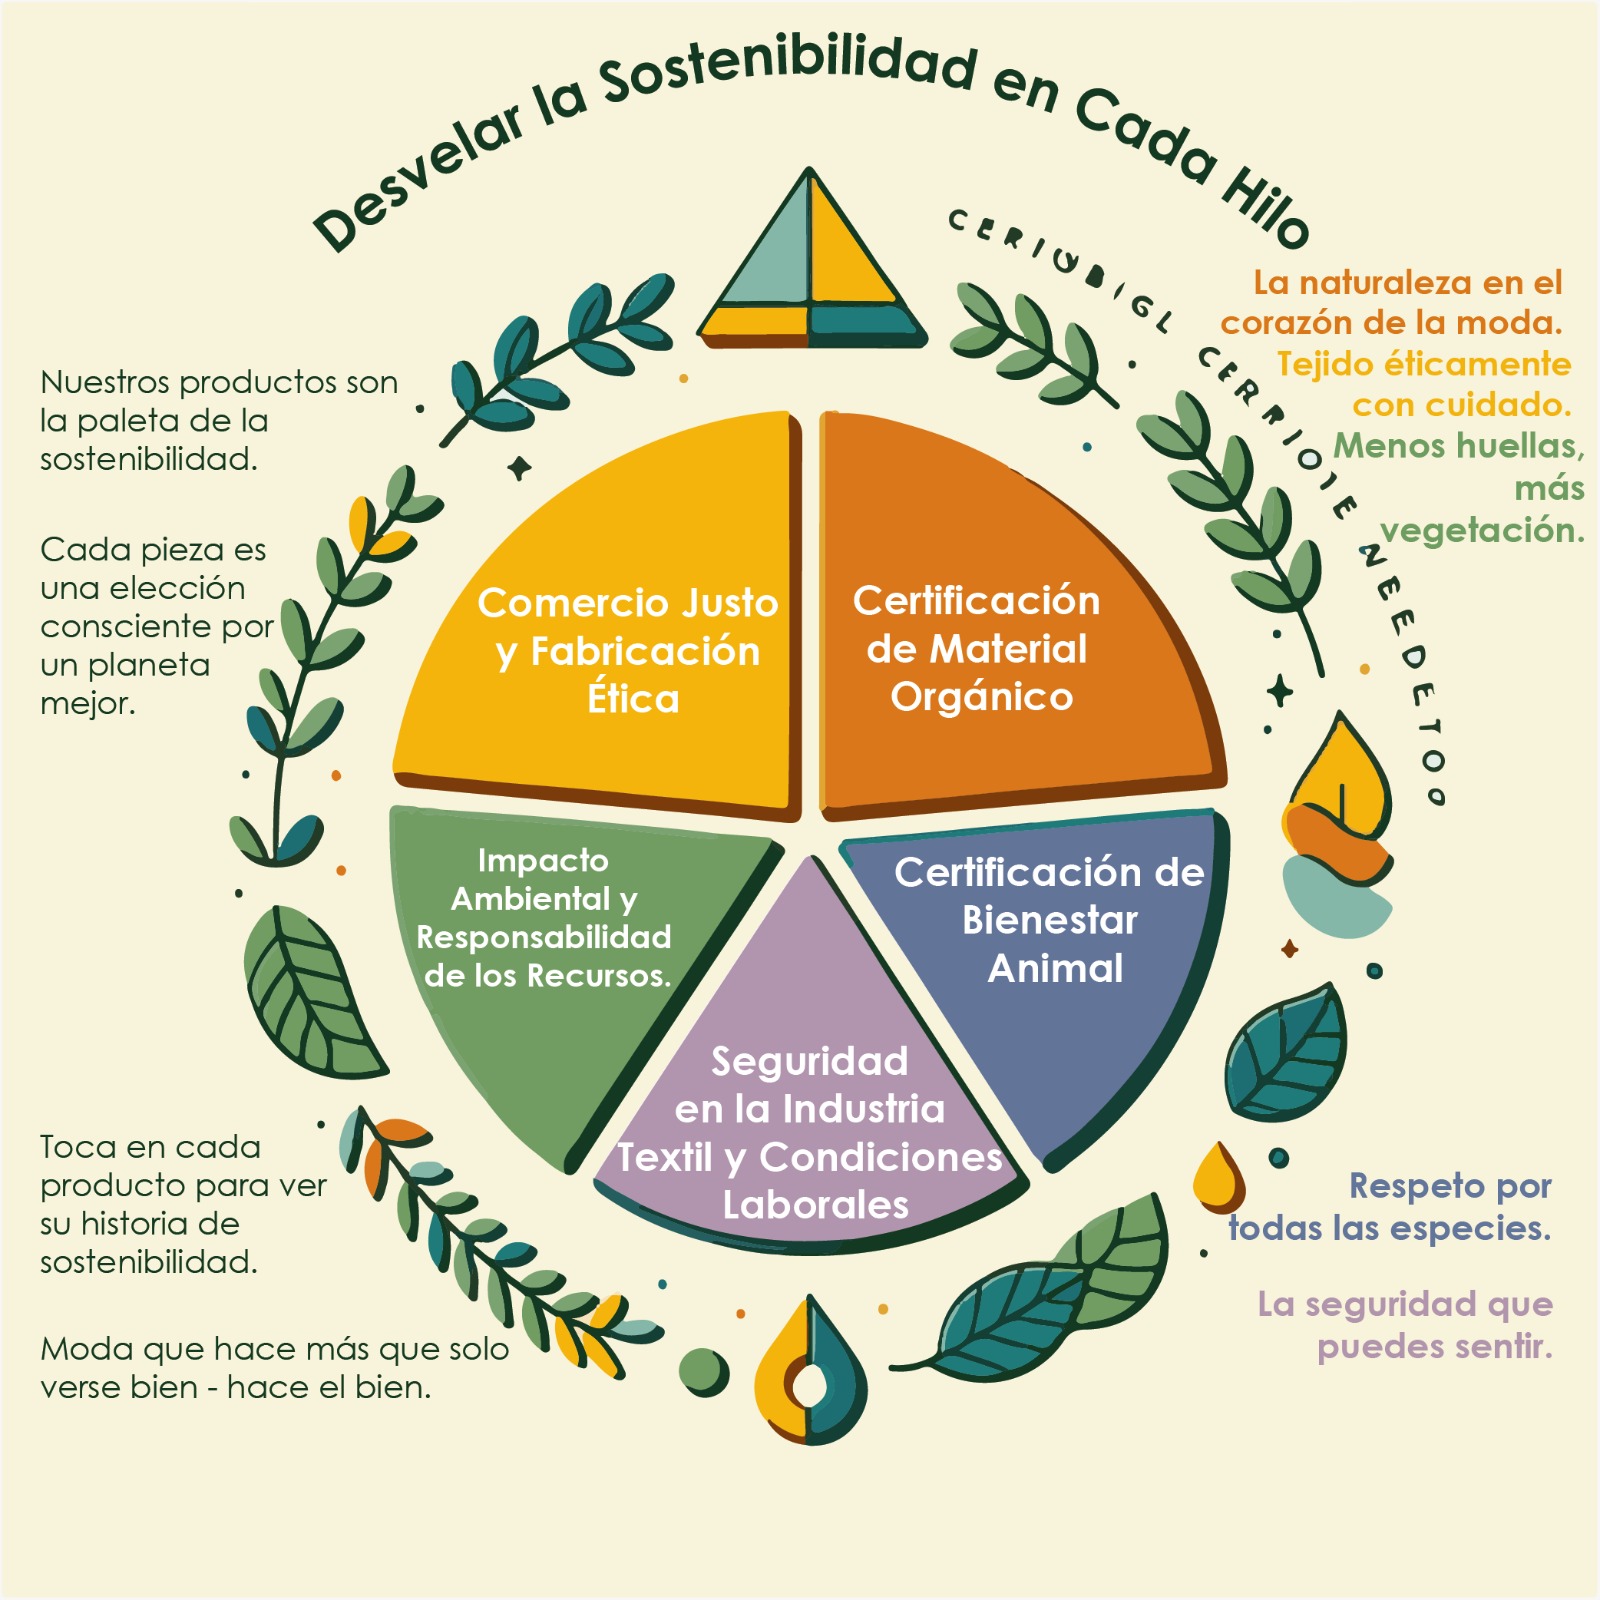 Desvelar la Sostenibilidad en Cada Hilo
Nuestros productos son
la paleta de la
sostenibilidad.
Cada pieza es
una elección
consciente por
un planeta
mejor.
Toca en cada
producto para ver
su historia de
sostenibilidad.
Moda que hace más que solo
verse bien - hace el bien.
Comercio Justo
y Fabricación
Ética
Certificación
de Material
Orgánico
Impacto
Ambiental y
Responsabilidad
de los Recursos.
Certificación de
Bienestar
Animal
Seguridad
en la Industria
Textil y Condiciones
Laborales
La naturaleza en el
corazón de la moda.
Tejido éticamente
con cuidado.
Menos huellas,
más
vegetación.
Respeto por
todas las especies.
La seguridad que
puedes sentir.